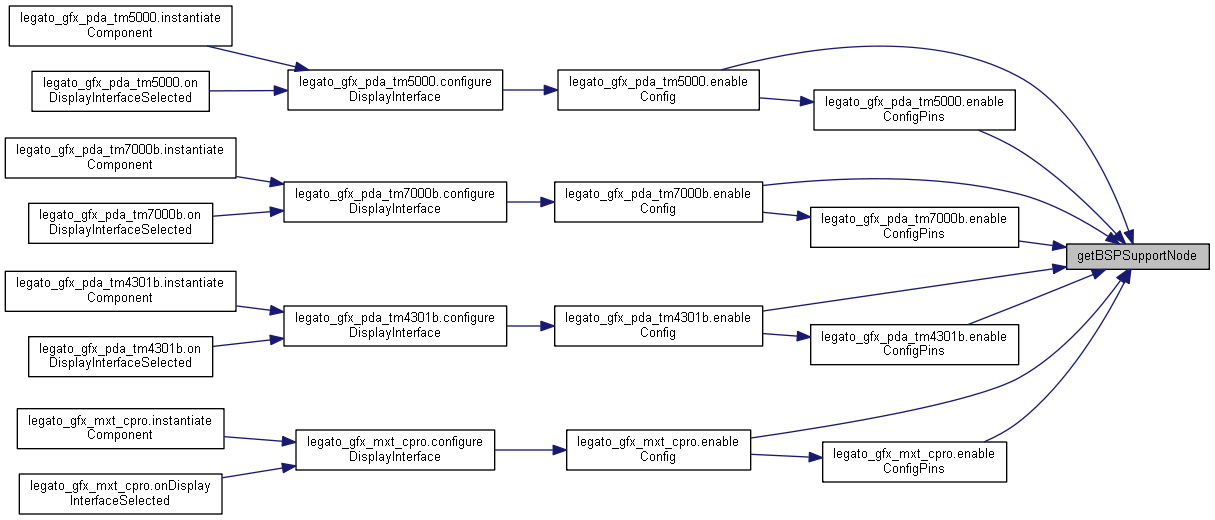 legato_gfx_pda_tm5000.instantiate
Component
legato_gfx_pda_tm5000.on
DisplayInterfaceSelected
legato_gfx_pda_tm5000.configure
DisplayInterface
legato_gfx_pda_tm5000.enable
Config
legato_gfx_pda_tm5000.enable
ConfigPins
legato_gfx_pda_tm7000b.instantiate
Component
legato_gfx_pda_tm7000b.on
DisplayInterfaceSelected
legato_gfx_pda_tm7000b.configure
DisplayInterface
legato_gfx_pda_tm7000b.enable
Config
legato_gfx_pda_tm7000b.enable
ConfigPins
getBSPSupportNode
legato_gfx_pda_tm4301b.instantiate
Component
legato_gfx_pda_tm4301b.on
DisplayInterfaceSelected
legato_gfx_pda_tm4301b.configure
DisplayInterface
legato_gfx_pda_tm4301b.enable
Config
legato_gfx_pda_tm4301b.enable
ConfigPins
legato_gfx_mxt_cpro.instantiate
Component
legato_gfx_mxt_cpro.onDisplay
InterfaceSelected
legato_gfx_mxt_cpro.configure
DisplayInterface
legato_gfx_mxt_cpro.enable
Config
legato_gfx_mxt_cpro.enable
ConfigPins